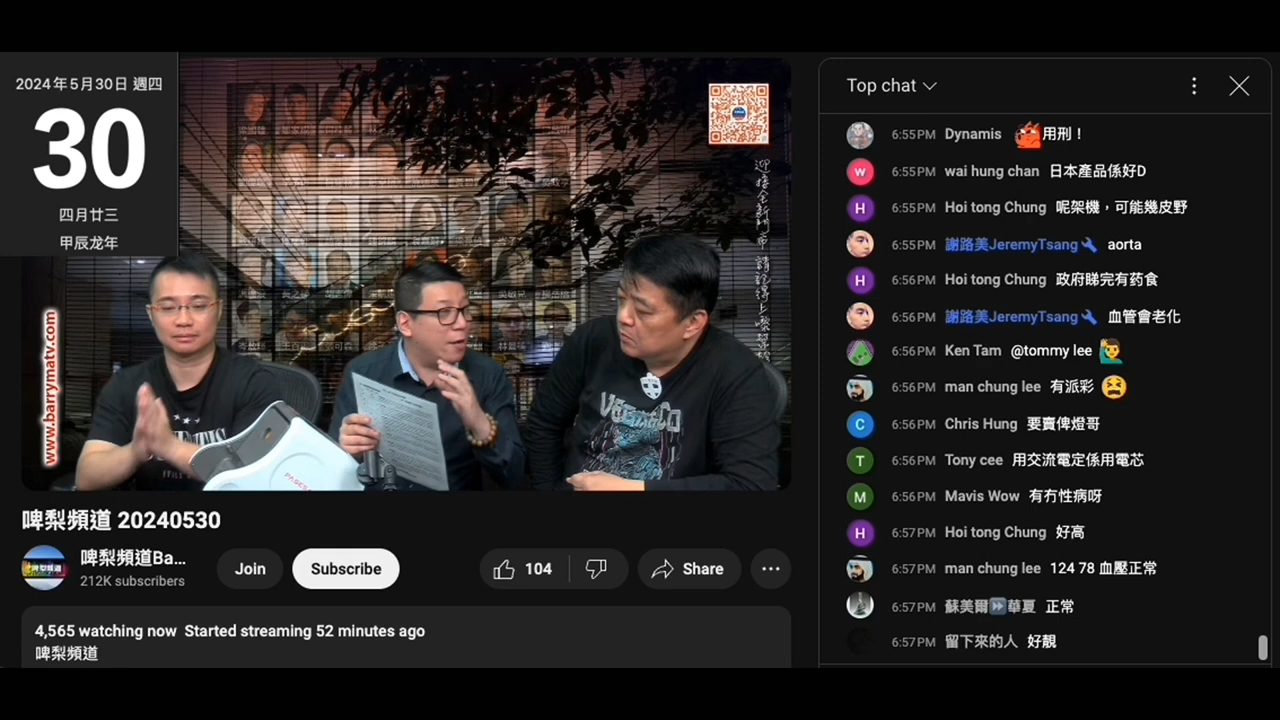 2024年5月30日 週四
30
四月廿三
甲辰龙年
www.barrymatv.com
啤梨頻道 20240530
啤梨頻道Ba...
212K subscribers
Join
Subscribe
104
Share
4,565 watching now Started streaming 52 minutes ago
啤梨頻道
Top chat
6:55PM Dynamis 用刑！
6:55PM wai hung chan 日本產品係好D
6:55PM Hoi tong Chung 呢架機，可能幾皮野
6:55PM 謝路美JeremyTsang aorta
6:56PM Hoi tong Chung 政府睇完有药食
6:56PM 謝路美JeremyTsang 血管會老化
6:56PM Ken Tam @tommy lee 🙋‍♂️
6:56PM man chung lee 有派彩 😫
6:56PM Chris Hung 要賣俾燈哥
6:56PM Tony cee 用交流電定係用電芯
6:56PM Mavis Wow 有冇性病呀
6:57PM Hoi tong Chung 好高
6:57PM man chung lee 124 78 血壓正常
6:57PM 蘇美爾⏩華夏 正常
6:57PM 留下來的人 好靚